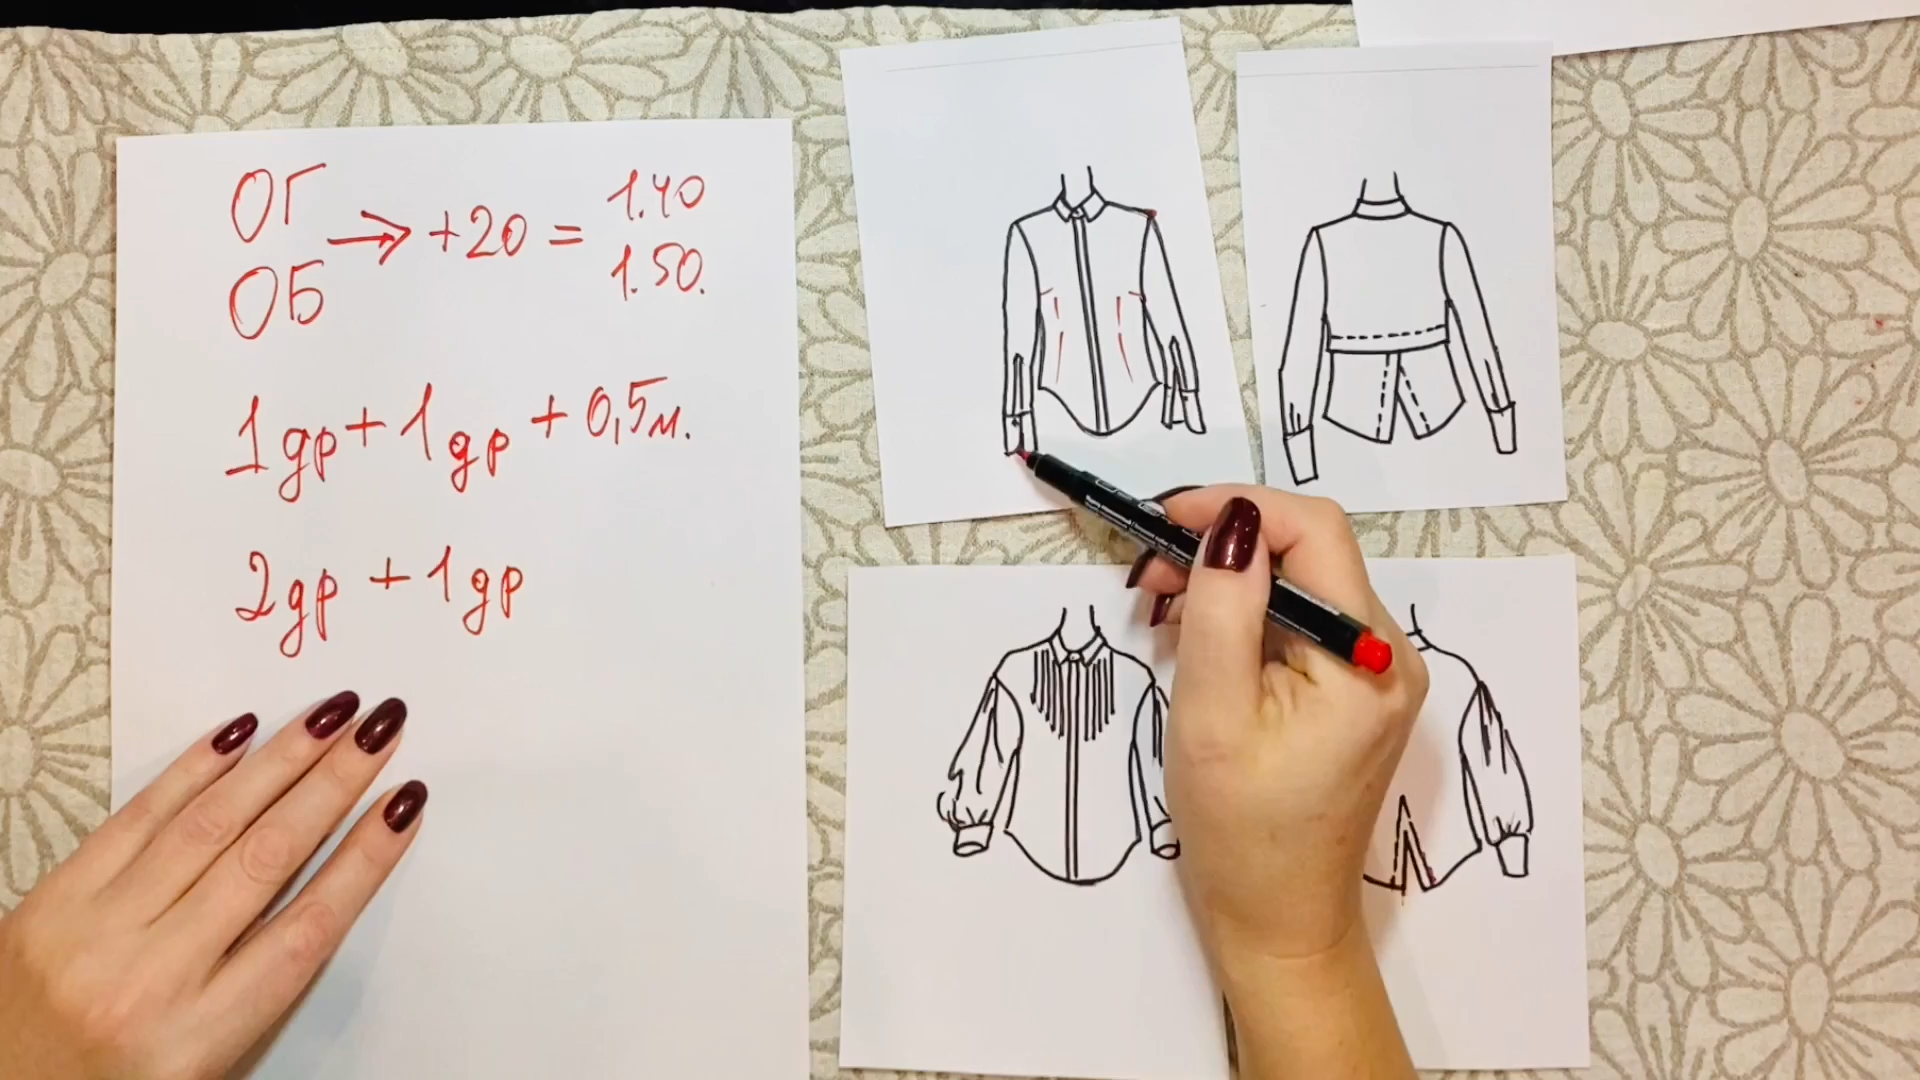 ОГ
ОБ
→ +20 =
1.40
1.50.
1др + 1др + 0,5м.
2др + 1др